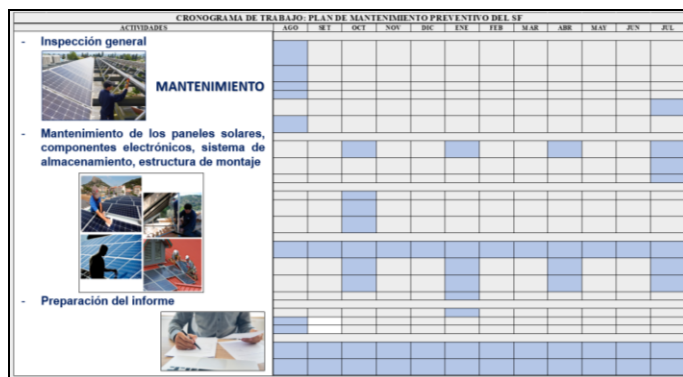 CRONOGRAMA DE TRABAJO: PLAN DE MANTENIMIENTO PREVENTIVO DEL SF
ACTIVIDADES AGO SET OCT NOV DIC ENE FEB MAR ABR MAY JUN JUL
- Inspección general
MANTENIMIENTO
- Mantenimiento de los paneles solares,
componentes electrónicos, sistema de
almacenamiento, estructura de montaje
- Preparación del informe